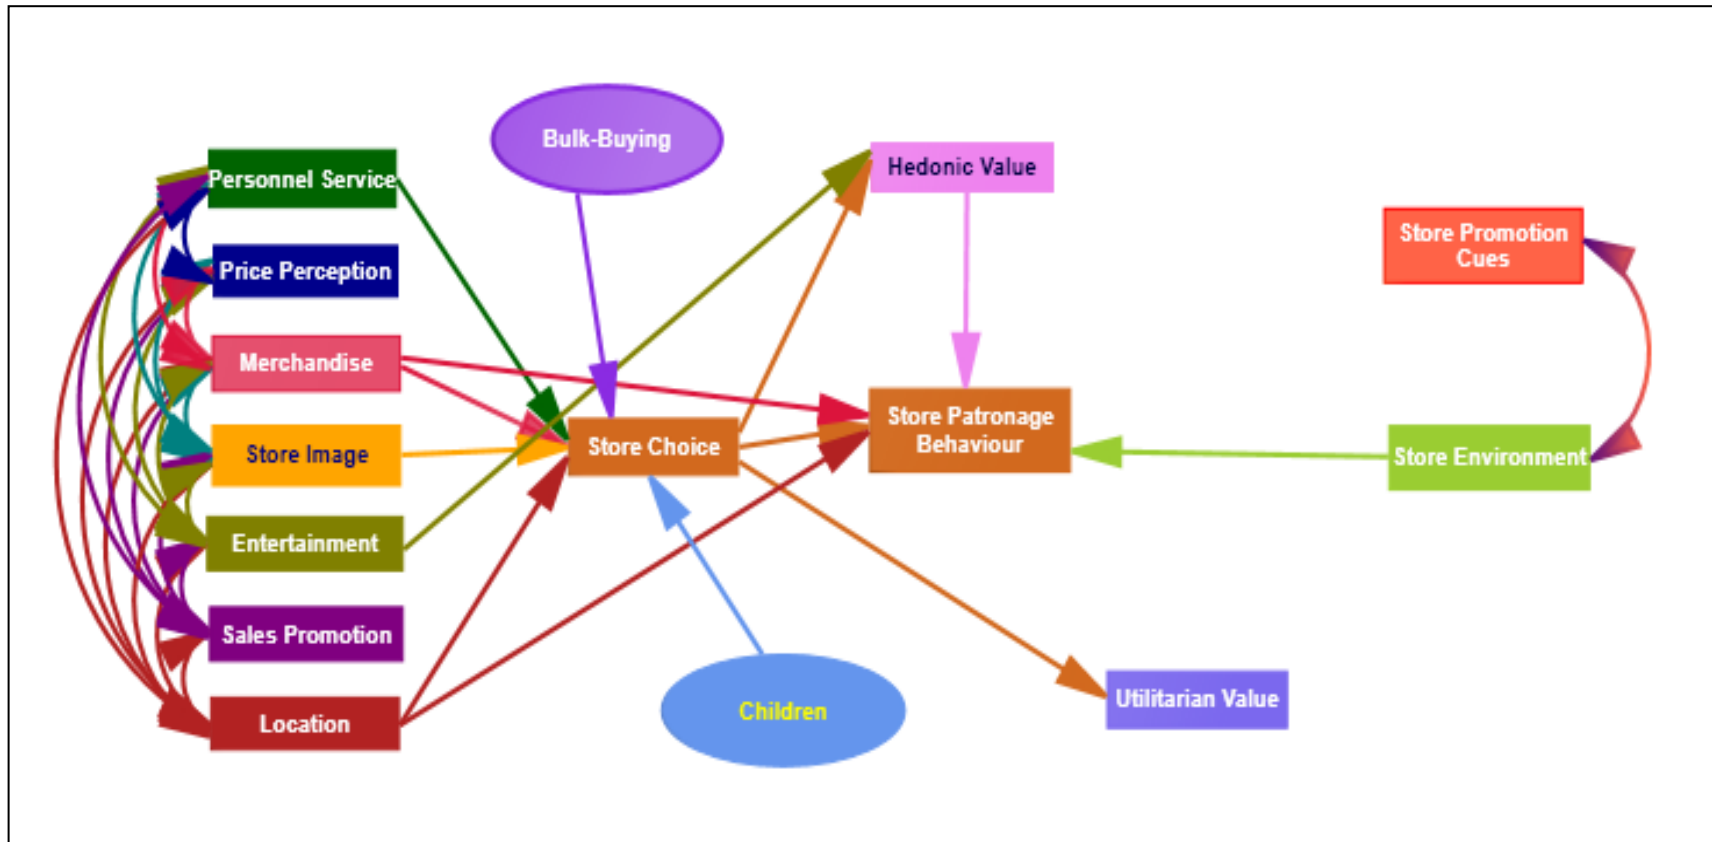 Personnel Service
Price Perception
Merchandise
Store Image
Entertainment
Sales Promotion
Location
Bulk-Buying
Store Choice
Children
Hedonic Value
Store Patronage
Behaviour
Utilitarian Value
Store Promotion
Cues
Store Environment